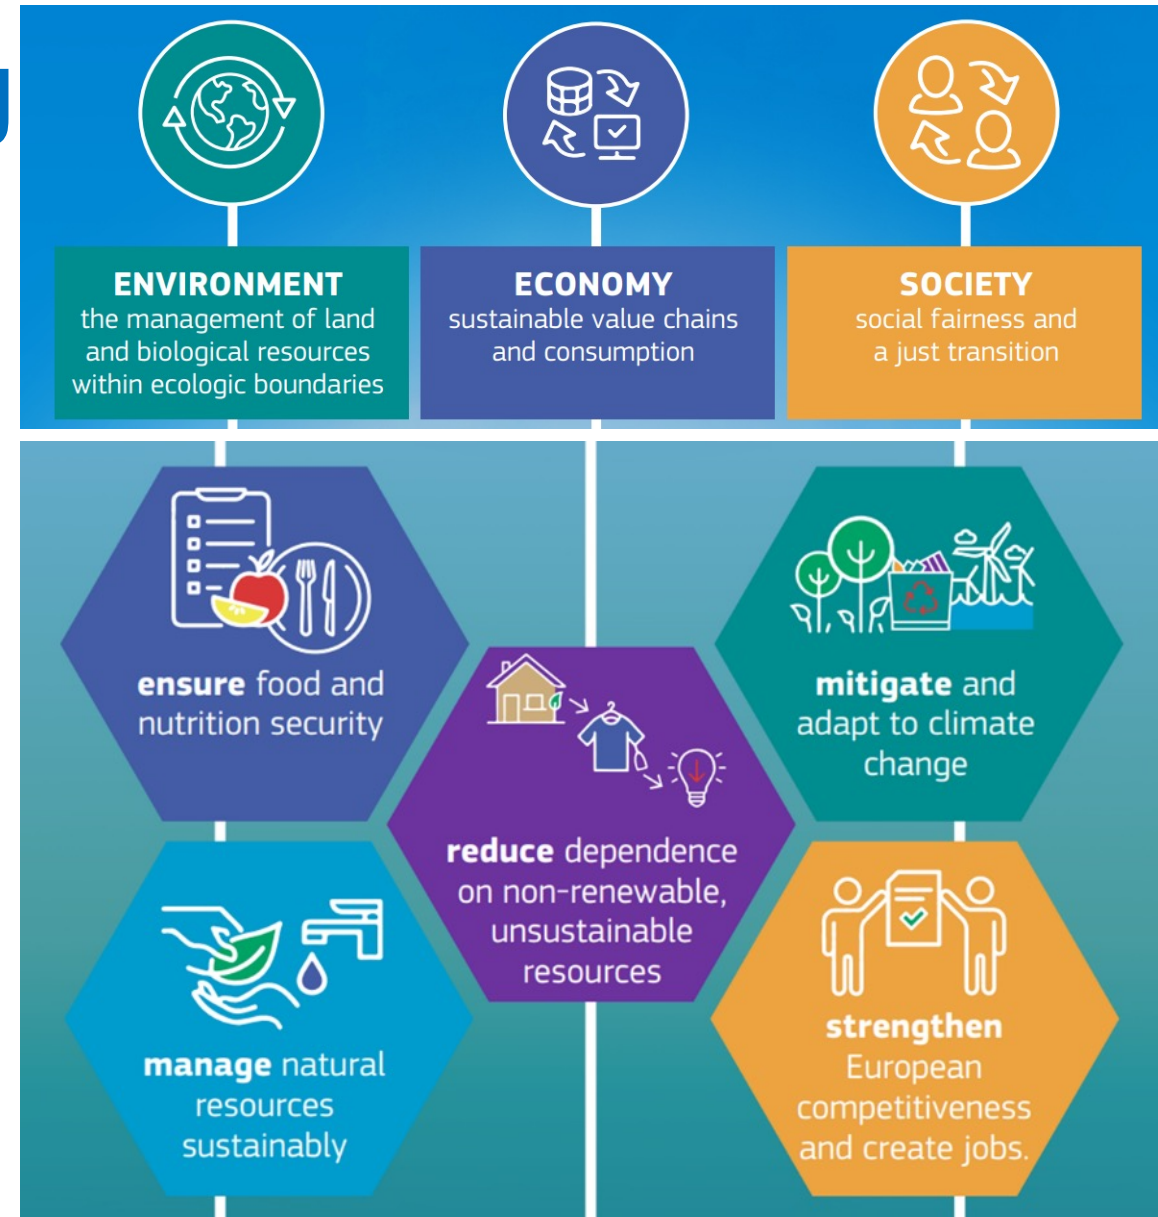 ENVIRONMENT
the management of land
and biological resources
within ecologic boundaries
ECONOMY
sustainable value chains
and consumption
SOCIETY
social fairness and
a just transition
ensure food and
nutrition security
mitigate and
adapt to climate
change
reduce dependence
on non-renewable,
unsustainable
resources
manage natural
resources
sustainably
strengthen
European
competitiveness
and create jobs.